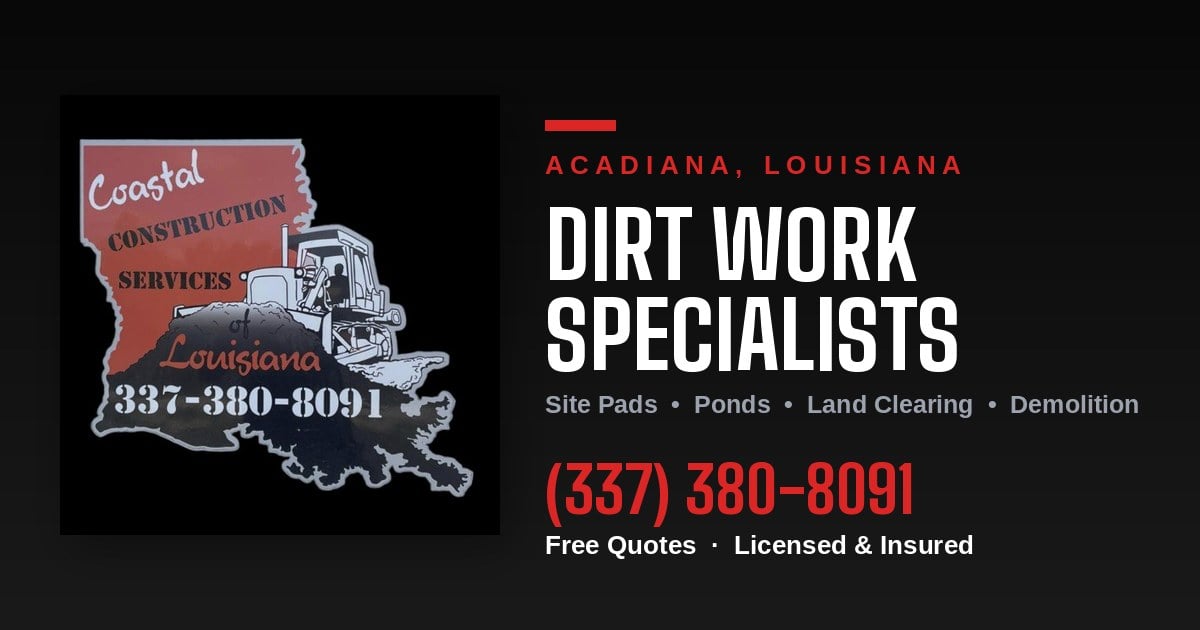 Coastal
CONSTRUCTION
SERVICES
of
Louisiana
337-380-8091
ACADIANA, LOUISIANA
DIRT WORK
SPECIALISTS
Site Pads • Ponds • Land Clearing • Demolition
(337) 380-8091
Free Quotes · Licensed & Insured